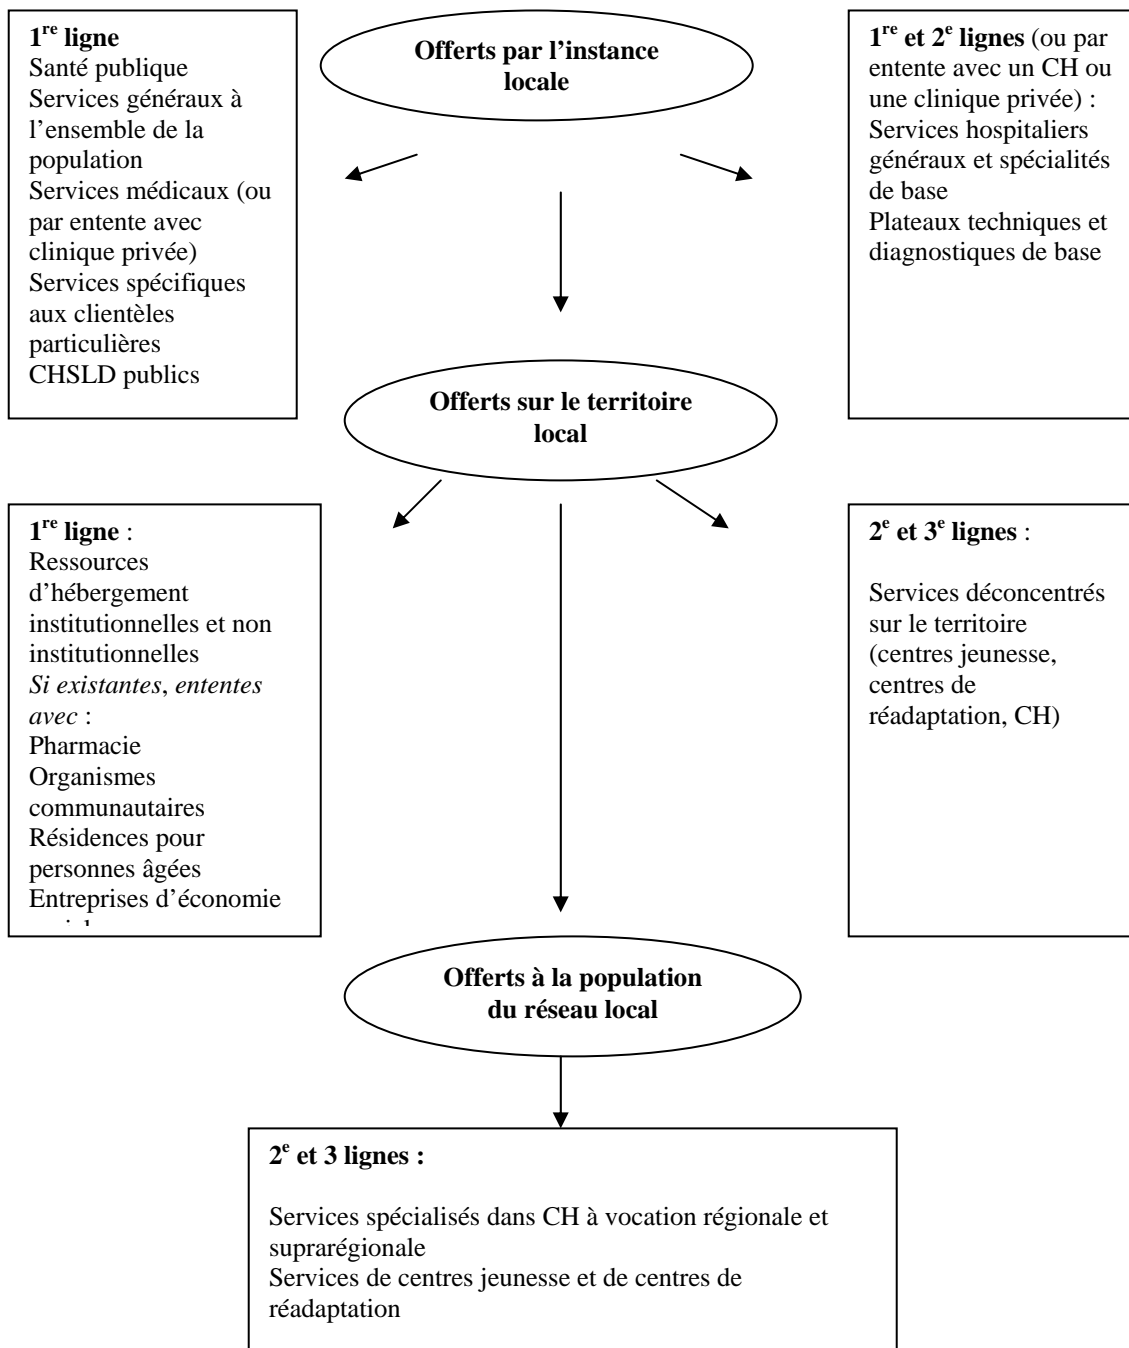 1re ligne
Santé publique
Services généraux à
l’ensemble de la
population
Services médicaux (ou
par entente avec
clinique privée)
Services spécifiques
aux clientèles
particulières
CHSLD publics
Offerts par l’instance
locale
1re et 2e lignes (ou par
entente avec un CH ou
une clinique privée) :
Services hospitaliers
généraux et spécialités
de base
Plateaux techniques et
diagnostiques de base
Offerts sur le territoire
local
1re ligne :
Ressources
d’hébergement
institutionnelles et non
institutionnelles
Si existantes, ententes
avec :
Pharmacie
Organismes
communautaires
Résidences pour
personnes âgées
Entreprises d’économie
2e et 3e lignes :
Services déconcentrés
sur le territoire
(centres jeunesse,
centres de
réadaptation, CH)
Offerts à la population
du réseau local
2e et 3 lignes :
Services spécialisés dans CH à vocation régionale et
suprarégionale
Services de centres jeunesse et de centres de
réadaptation